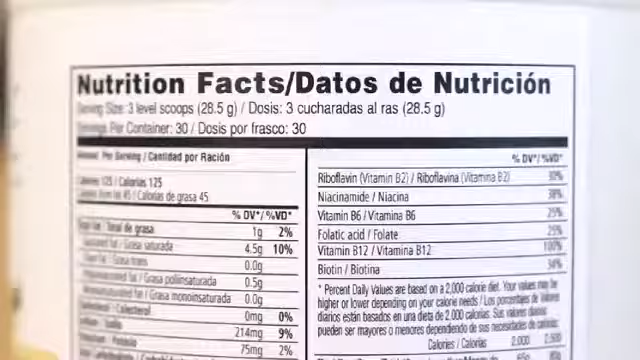 Nutrition Facts/Datos de Nutrición
Serving Size: 3 level scoops (28.5 g) / Dosis: 3 cucharadas al ras (28.5 g)
Servings Per Container: 30 / Dosis por frasco: 30
Amount Per Serving / Cantidad por Ración
Calories 125 / Calorias 125
Calories from fat 45 / Calorias de grasa 45
% DV*/%VD*
Total Fat / Total de grasa 1g 2%
Saturated Fat / Grasa saturada 4.5g 10%
Trans Fat / Grasa trans 0.0g
Polyunsaturated Fat / Grasa poliinsaturada 0.5g
Monounsaturated Fat / Grasa monoinsaturada 0.0g
Cholesterol / Colesterol 0mg 0%
Sodium / Sodio 214mg 9%
Potassium / Potasio 75mg 2%
% DV*/%VD*
Riboflavin (Vitamin B2) / Riboflavina (Vitamina B2) 30%
Niacinamide / Niacina 38%
Vitamin B6 / Vitamina B6 25%
Folatic acid / Folate 25%
Vitamin B12 / Vitamina B12 100%
Biotin / Biotina 34%
* Percent Daily Values are based on a 2,000 calorie diet. Your values may be
higher or lower depending on your calorie needs / Los porcentajes de Valores
diarios están basados en una dieta de 2.000 calorias. Sus valores diarios
pueden ser mayores o menores dependiendo de sus necesidades de calorias:
Calories / Calorias 2.000 2.500